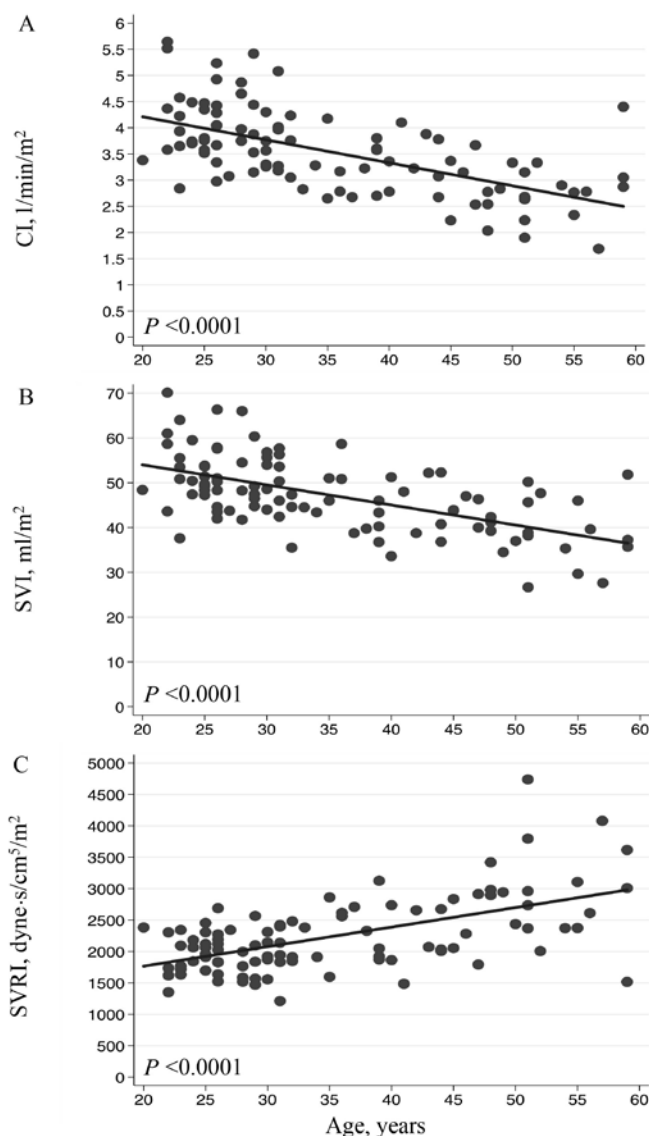 A
CI, l/min/m²
6
5.5
5
4.5
4
3.5
3
2.5
2
1.5
1
.5
0
P <0.0001
20 25 30 35 40 45 50 55 60
B
SVI, ml/m²
70
60
50
40
30
20
10
0
P <0.0001
20 25 30 35 40 45 50 55 60
C
SVRI, dyne·s/cm⁵/m²
5000
4500
4000
3500
3000
2500
2000
1500
1000
500
0
P <0.0001
20 25 30 35 40 45 50 55 60
Age, years